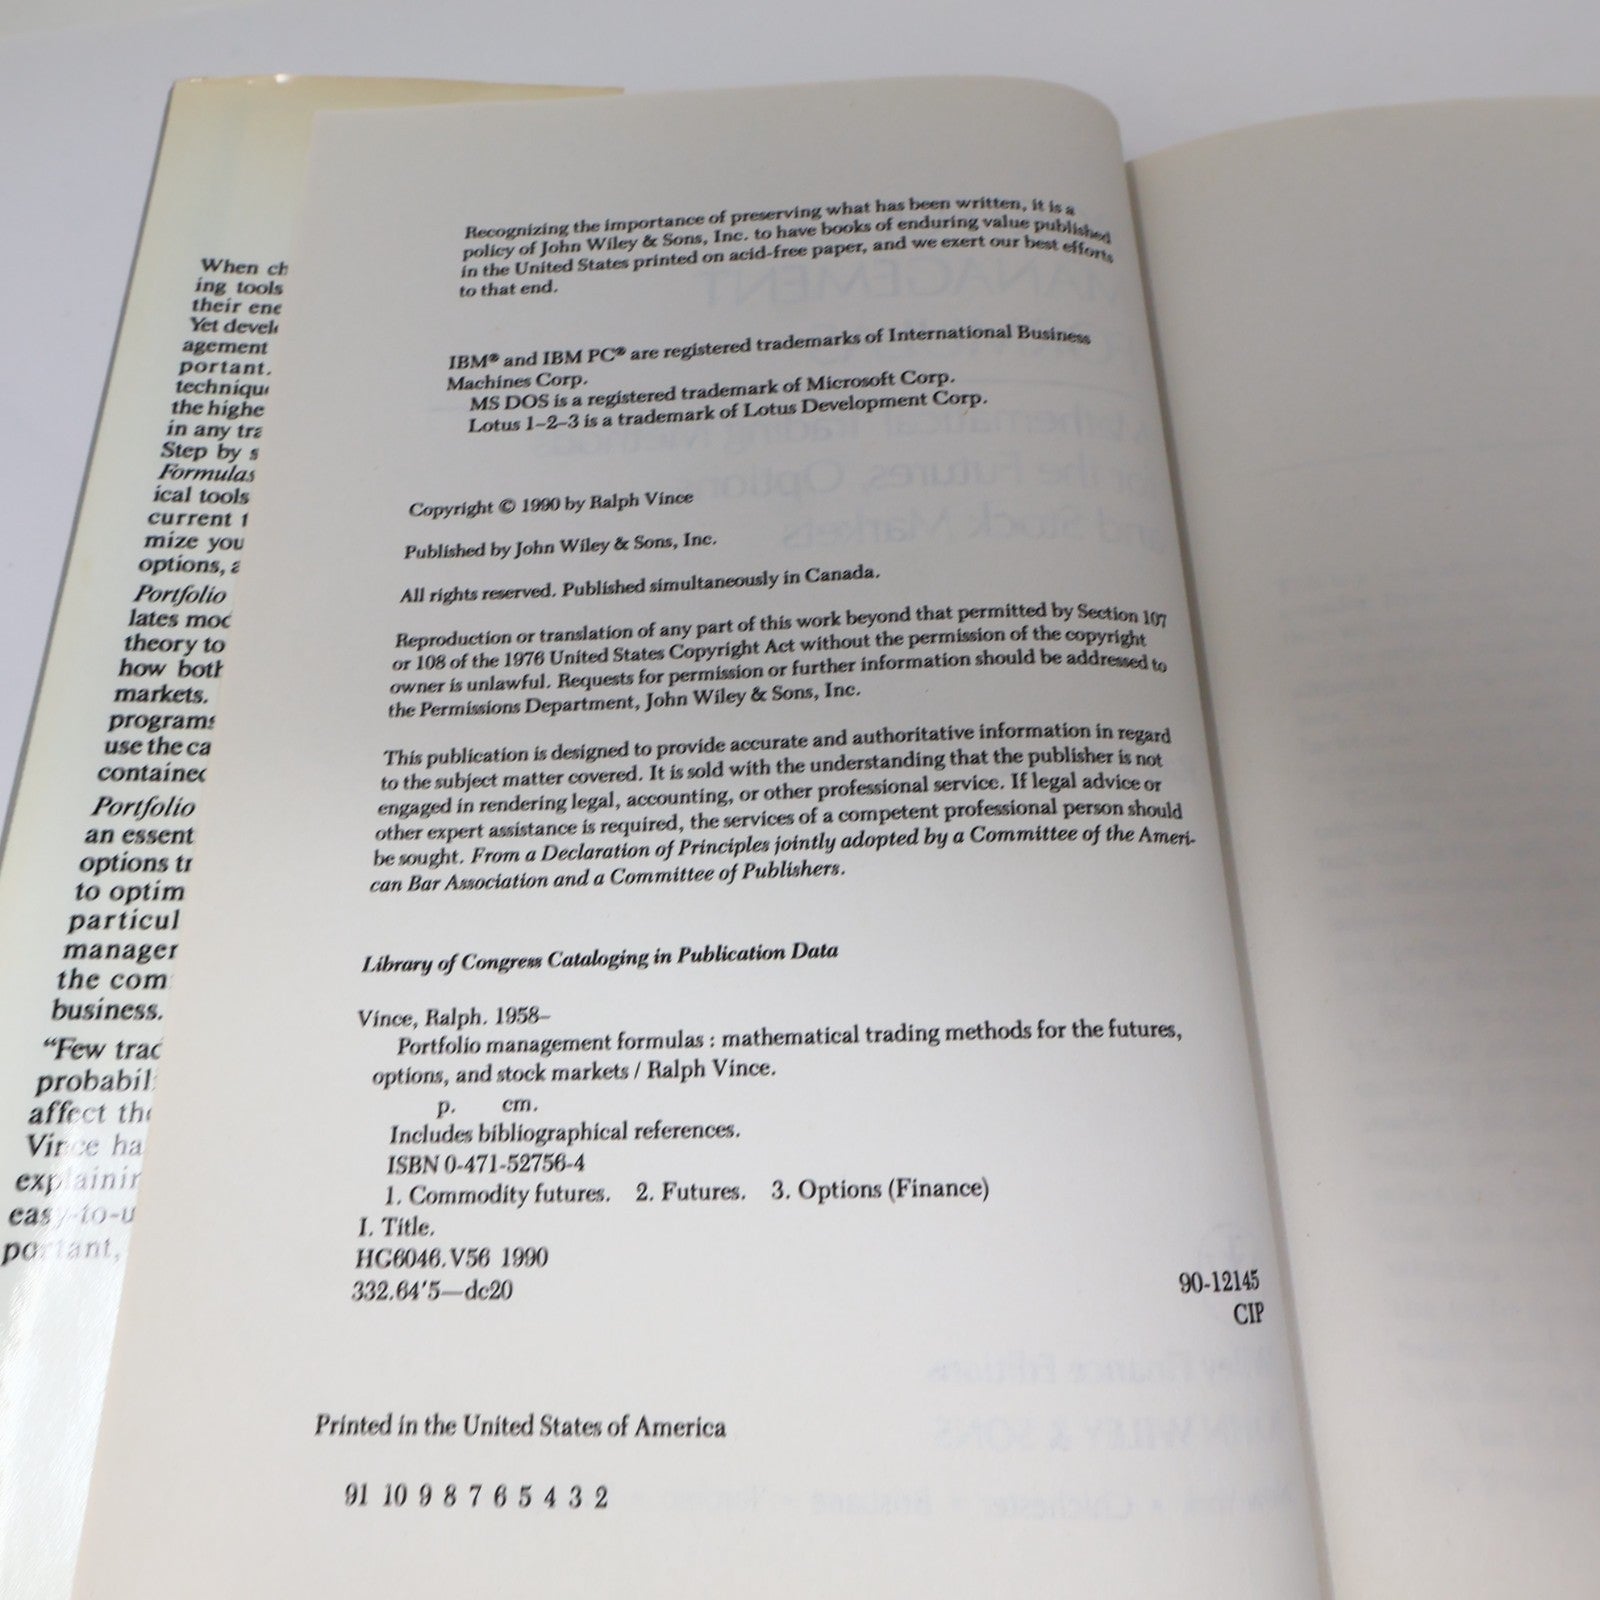 When ch
ing tools
their ene
Yet devel
agement
portant.
techniqu
the highe
in any tra
Step by s
Formulas
ical tools
current t
mize you
options, a
Portfolio
lates mod
theory to
how both
markets.
programs
use the ca
contained
Portfolio
an essent
options tr
to optim
particul
manager
the com
business.
“Few trad
probabil
affect the
Vince ha
explainin
easy-to-u
portant,
Recognizing the importance of preserving what has been written, it is a
policy of John Wiley & Sons, Inc. to have books of enduring value published
in the United States printed on acid-free paper, and we exert our best efforts
to that end.
IBM® and IBM PC® are registered trademarks of International Business
Machines Corp.
MS DOS is a registered trademark of Microsoft Corp.
Lotus 1–2–3 is a trademark of Lotus Development Corp.
Copyright © 1990 by Ralph Vince
Published by John Wiley & Sons, Inc.
All rights reserved. Published simultaneously in Canada.
Reproduction or translation of any part of this work beyond that permitted by Section 107
or 108 of the 1976 United States Copyright Act without the permission of the copyright
owner is unlawful. Requests for permission or further information should be addressed to
the Permissions Department, John Wiley & Sons, Inc.
This publication is designed to provide accurate and authoritative information in regard
to the subject matter covered. It is sold with the understanding that the publisher is not
engaged in rendering legal, accounting, or other professional service. If legal advice or
other expert assistance is required, the services of a competent professional person should
be sought. From a Declaration of Principles jointly adopted by a Committee of the Ameri-
can Bar Association and a Committee of Publishers.
Library of Congress Cataloging in Publication Data
Vince, Ralph. 1958–
Portfolio management formulas : mathematical trading methods for the futures,
options, and stock markets / Ralph Vince.
p. cm.
Includes bibliographical references.
ISBN 0-471-52756-4
1. Commodity futures. 2. Futures. 3. Options (Finance)
I. Title.
HG6046.V56 1990
332.64'5—dc20
90-12145
CIP
Printed in the United States of America
91 10 9 8 7 6 5 4 3 2